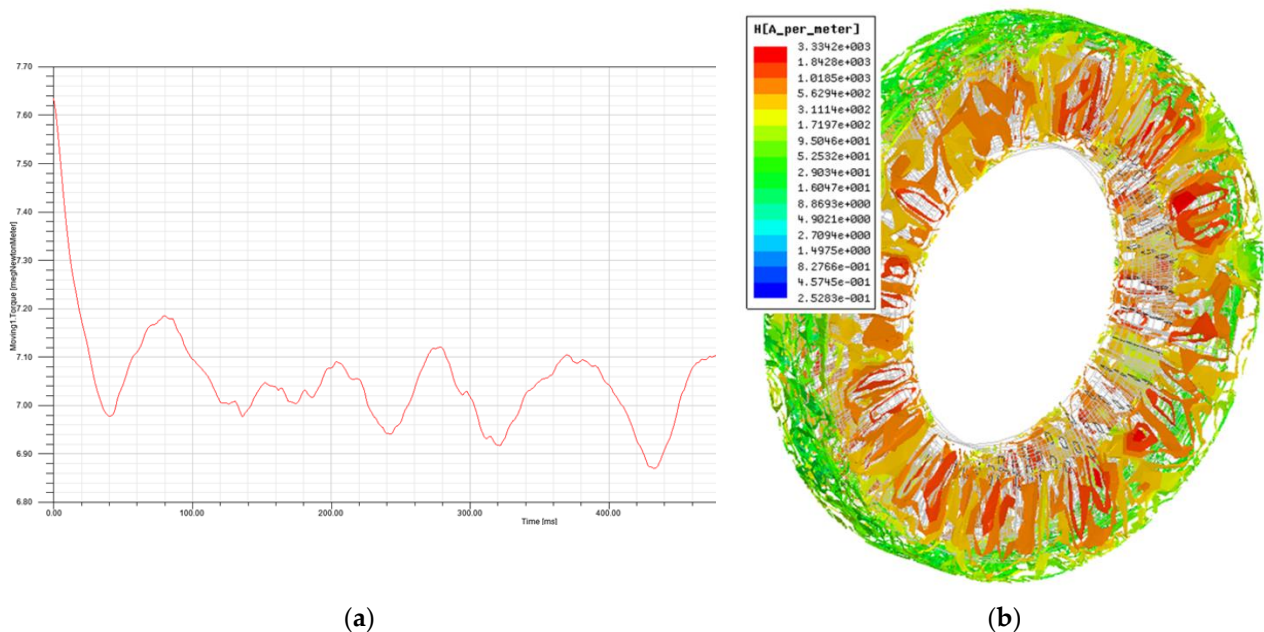 7.70
7.60
7.50
7.40
7.30
7.20
7.10
7.00
6.90
6.80
Moving1.Torque [megNewtonMeter]
0.00
100.00
200.00
300.00
400.00
Time [ms]
(a)
H[A_per_meter]
3.3342e+003
1.8428e+003
1.0185e+003
5.6294e+002
3.1114e+002
1.7197e+002
9.5046e+001
5.2532e+001
2.9034e+001
1.6047e+001
8.8693e+000
4.9021e+000
2.7094e+000
1.4975e+000
8.2766e-001
4.5745e-001
2.5283e-001
(b)